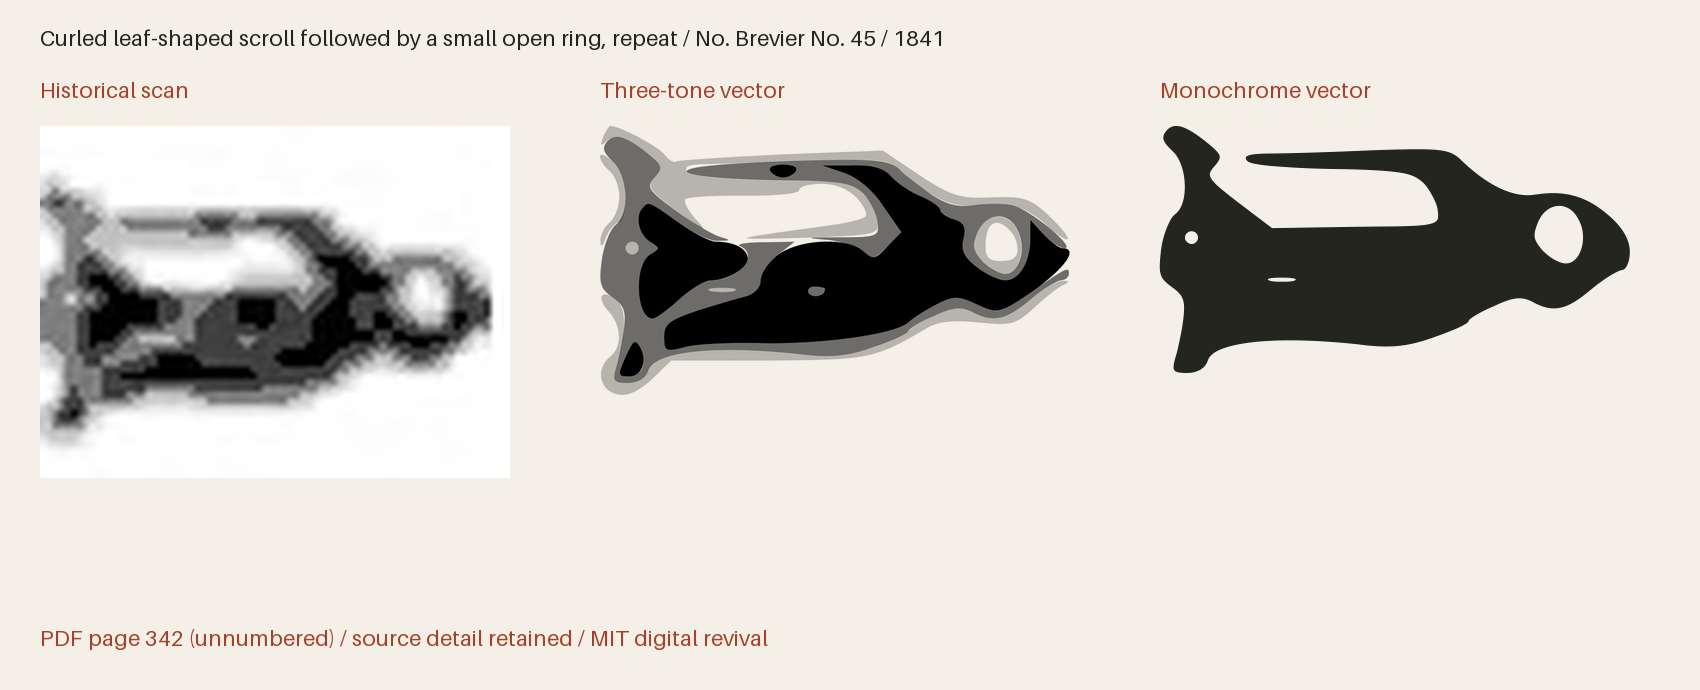 Curled leaf-shaped scroll followed by a small open ring, repeat / No. Brevier No. 45 / 1841
Historical scan
Three-tone vector
Monochrome vector
PDF page 342 (unnumbered) / source detail retained / MIT digital revival